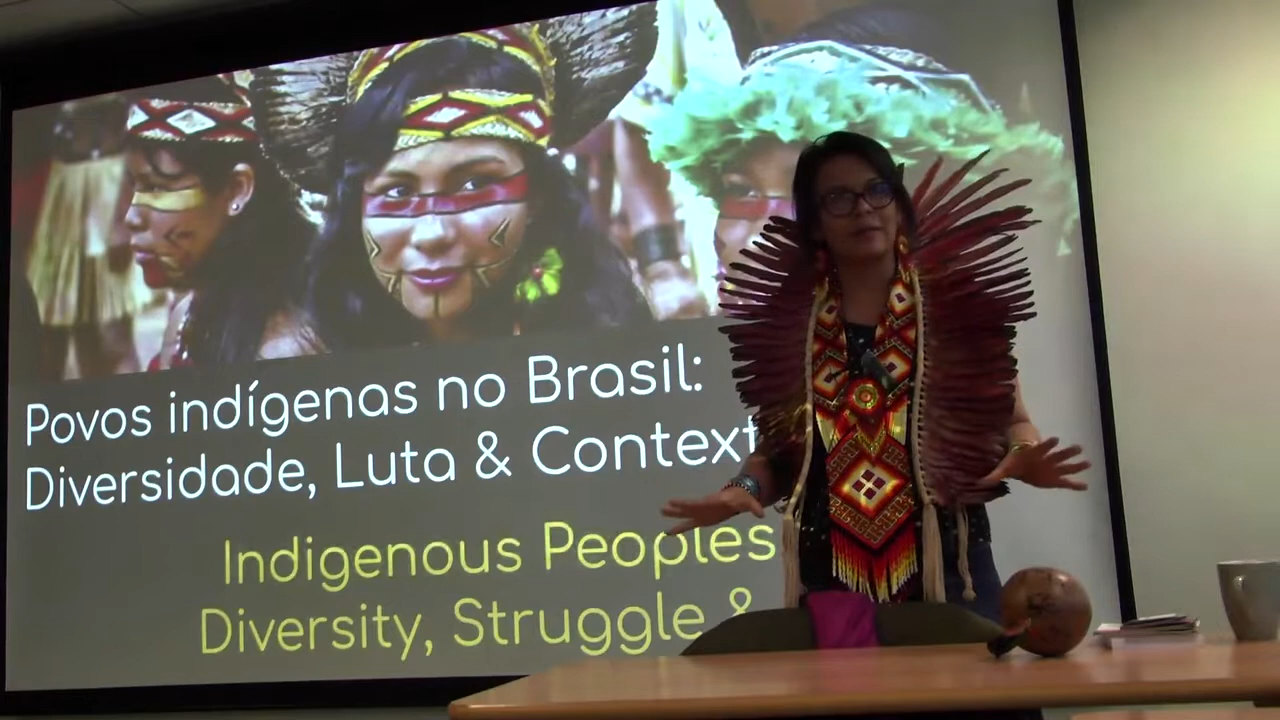 Povos indígenas no Brasil:
Diversidade, Luta & Context
Indigenous Peoples
Diversity, Struggle &